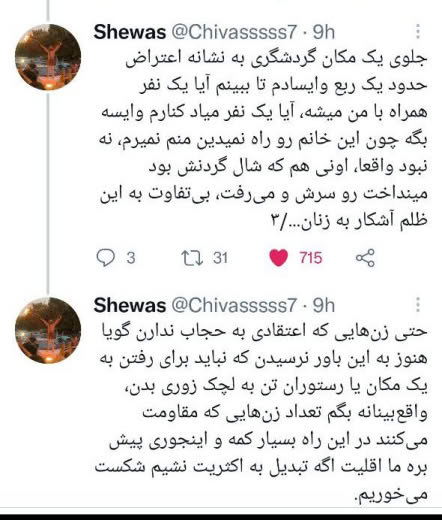 Shewas @Chivasssss7 · 9h
جلوی یک مکان گردشگری به نشانه اعتراض
حدود یک ربع وایسادم تا ببینم آیا یک نفر
همراه با من میشه، آیا یک نفر میاد کنارم وایسه
بگه چون این خانم رو راه نمیدین منم نمیرم، نه
نبود واقعا، اونی هم که شال گردنش بود
مینداخت رو سرش و می‌رفت، بی‌تفاوت به این
ظلم آشکار به زنان.../۳
3 31 715
Shewas @Chivasssss7 · 9h
حتی زن‌هایی که اعتقادی به حجاب ندارن گویا
هنوز به این باور نرسیدن که نباید برای رفتن به
یک مکان یا رستوران تن به لچک زوری بدن،
واقع‌بینانه بگم تعداد زن‌هایی که مقاومت
می‌کنند در این راه بسیار کمه و اینجوری پیش
بره ما اقلیت اگه تبدیل به اکثریت نشیم شکست
می‌خوریم.